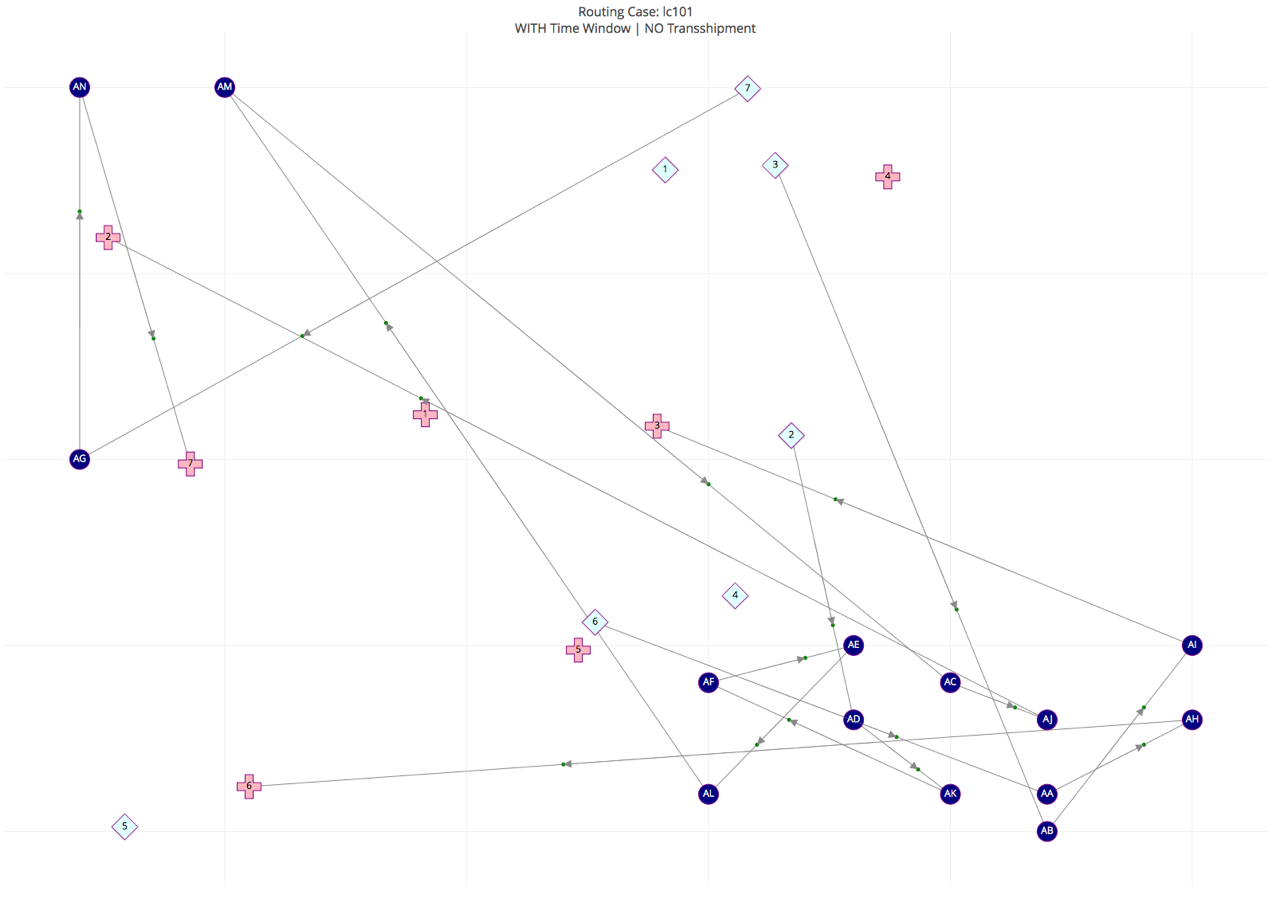 Routing Case: lc101
WITH Time Window | NO Transshipment
AN
AM
7
1
3
4
2
1
3
2
AG
7
4
6
5
AE
AI
AF
AC
AD
AJ
AH
6
AL
AK
AA
5
AB